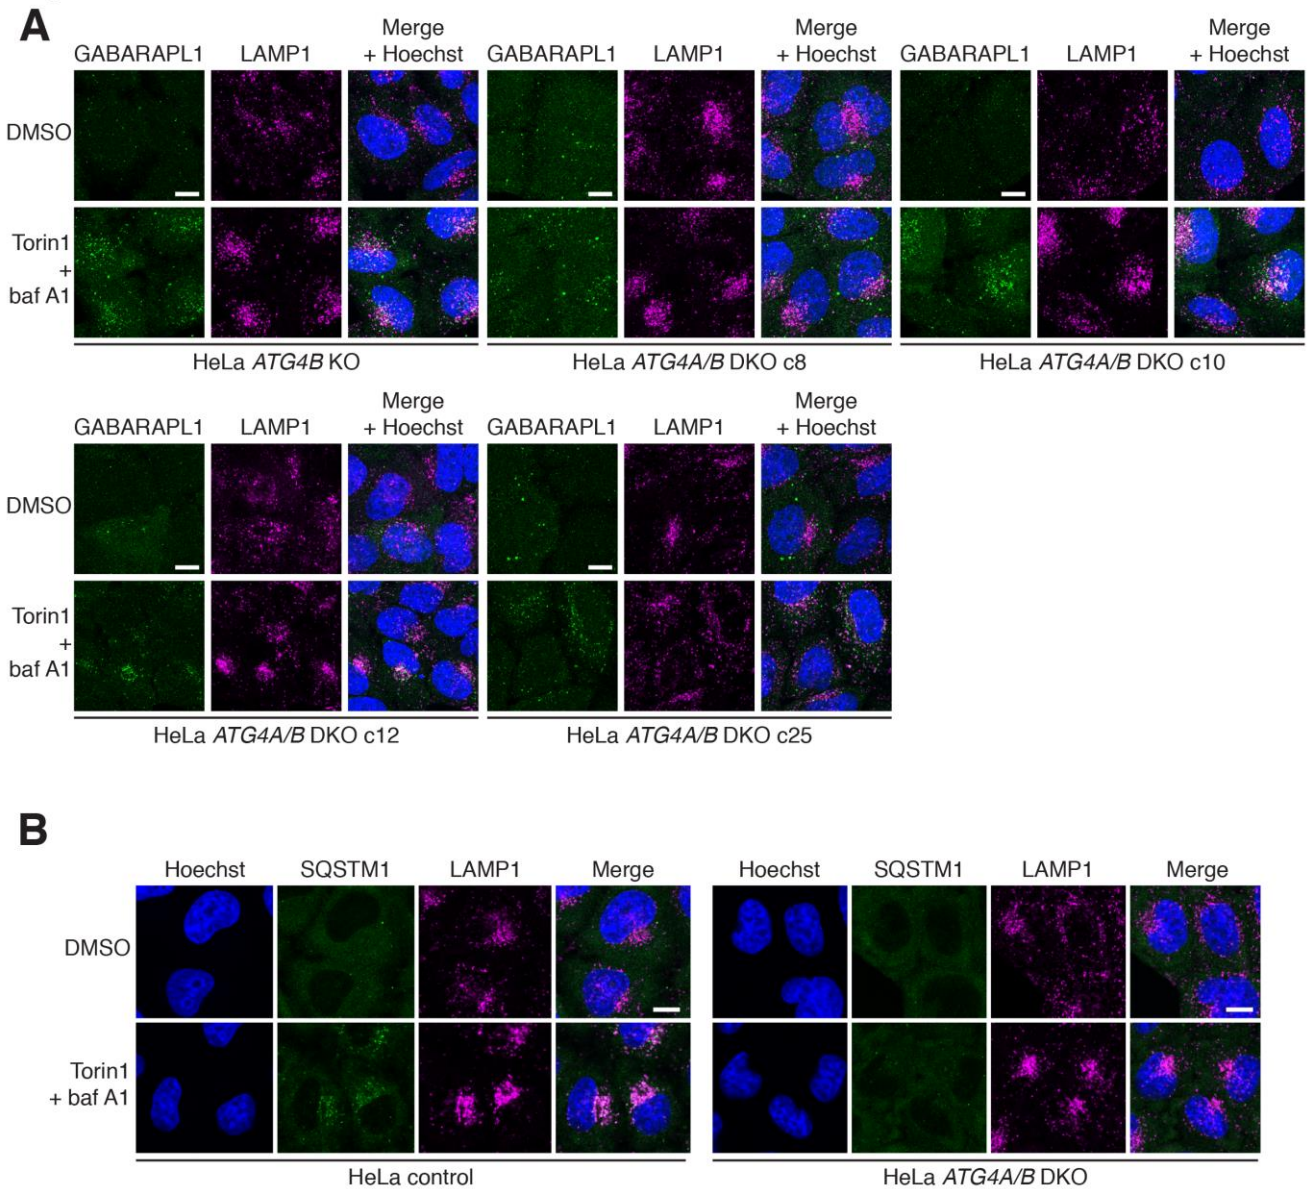 A
GABARAPL1 LAMP1 Merge + Hoechst GABARAPL1 LAMP1 Merge + Hoechst GABARAPL1 LAMP1 Merge + Hoechst
DMSO
Torin1
+
baf A1
HeLa ATG4B KO HeLa ATG4A/B DKO c8 HeLa ATG4A/B DKO c10
GABARAPL1 LAMP1 Merge + Hoechst GABARAPL1 LAMP1 Merge + Hoechst
DMSO
Torin1
+
baf A1
HeLa ATG4A/B DKO c12 HeLa ATG4A/B DKO c25
B
Hoechst SQSTM1 LAMP1 Merge Hoechst SQSTM1 LAMP1 Merge
DMSO
Torin1
+ baf A1
HeLa control HeLa ATG4A/B DKO